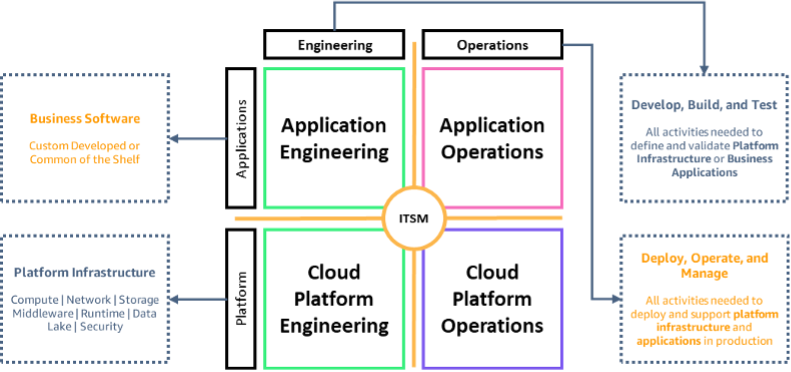 Engineering
Operations
Applications
Business Software
Custom Developed or
Common of the Shelf
Application
Engineering
Application
Operations
Develop, Build, and Test
All activities needed to
define and validate Platform
Infrastructure or Business
Applications
ITSM
Platform
Platform Infrastructure
Compute | Network | Storage
Middleware | Runtime | Data
Lake | Security
Cloud
Platform
Engineering
Cloud
Platform
Operations
Deploy, Operate, and
Manage
All activities needed to
deploy and support platform
infrastructure and
applications in production